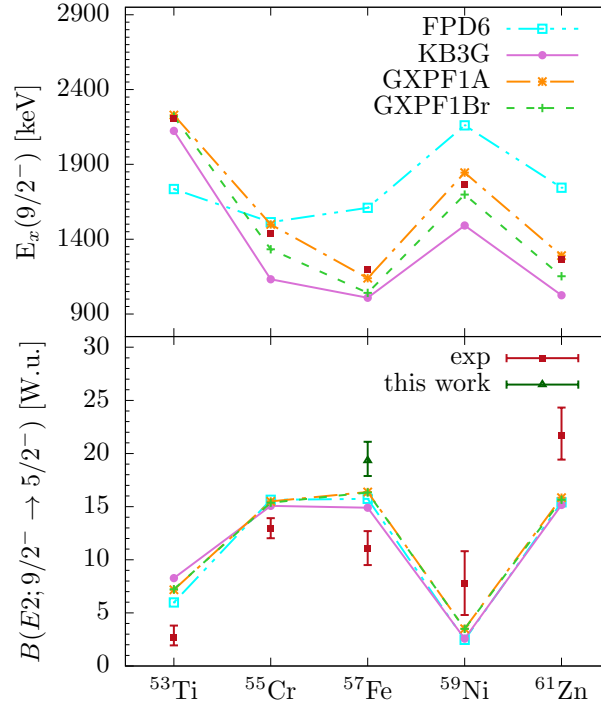 2900
2400
1900
1400
900
Eₓ(9/2⁻) [keV]
FPD6
KB3G
GXPF1A
GXPF1Br
30
25
20
15
10
5
0
B(E2; 9/2⁻ → 5/2⁻) [W.u.]
exp
this work
⁵³Ti ⁵⁵Cr ⁵⁷Fe ⁵⁹Ni ⁶¹Zn